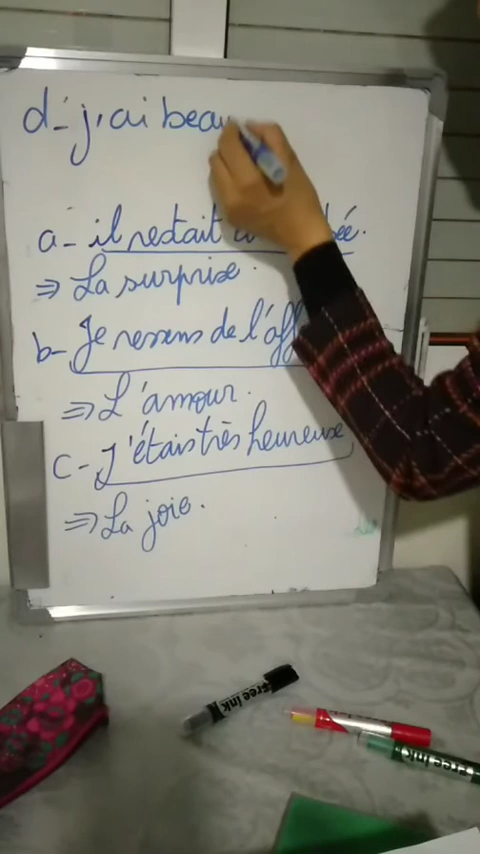 d- j'ai beau
a- il restait
⇒ La surprise.
b- Je ressens de l'aff
⇒ L'amour.
c- J'étais très heureuse
⇒ La joie.
Free Ink
Free Ink